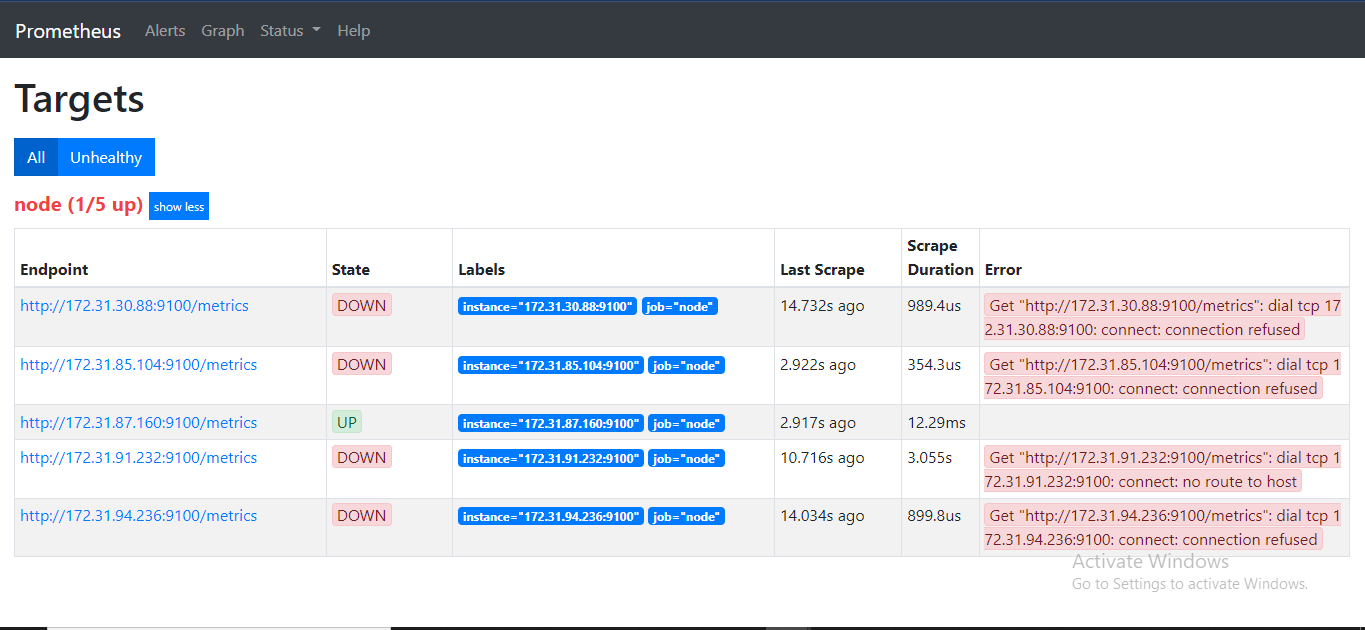 Prometheus Alerts Graph Status Help
Targets
All Unhealthy
node (1/5 up) show less
Scrape
Endpoint State Labels Last Scrape Duration Error
http://172.31.30.88:9100/metrics DOWN instance="172.31.30.88:9100" job="node" 14.732s ago 989.4us Get "http://172.31.30.88:9100/metrics": dial tcp 17
2.31.30.88:9100: connect: connection refused
http://172.31.85.104:9100/metrics DOWN instance="172.31.85.104:9100" job="node" 2.922s ago 354.3us Get "http://172.31.85.104:9100/metrics": dial tcp 1
72.31.85.104:9100: connect: connection refused
http://172.31.87.160:9100/metrics UP instance="172.31.87.160:9100" job="node" 2.917s ago 12.29ms
http://172.31.91.232:9100/metrics DOWN instance="172.31.91.232:9100" job="node" 10.716s ago 3.055s Get "http://172.31.91.232:9100/metrics": dial tcp 1
72.31.91.232:9100: connect: no route to host
http://172.31.94.236:9100/metrics DOWN instance="172.31.94.236:9100" job="node" 14.034s ago 899.8us Get "http://172.31.94.236:9100/metrics": dial tcp 1
72.31.94.236:9100: connect: connection refused
Activate Windows
Go to Settings to activate Windows.